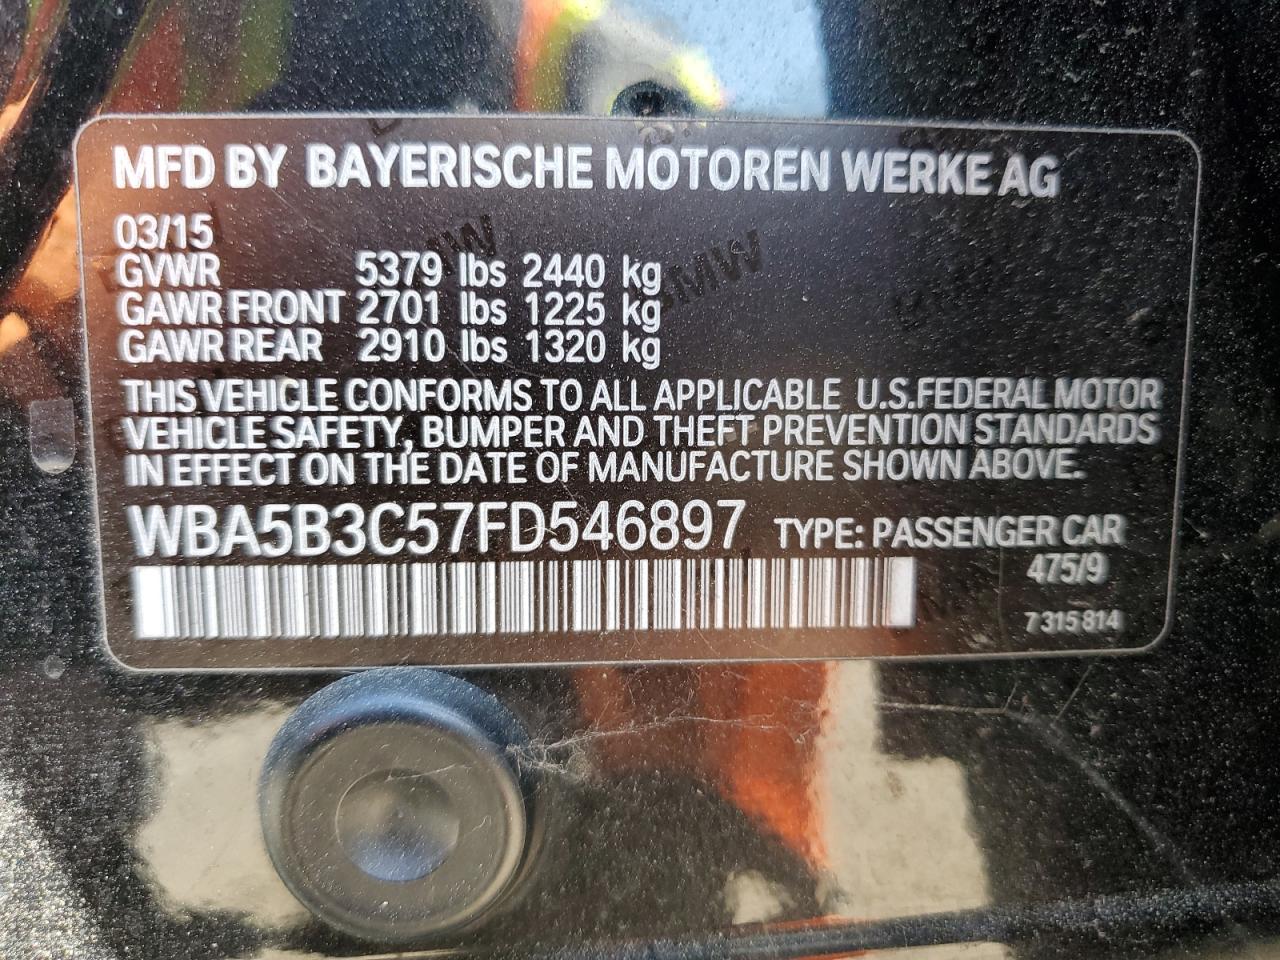 MFD BY BAYERISCHE MOTOREN WERKE AG
03/15
GVWR 5379 lbs 2440 kg
GAWR FRONT 2701 lbs 1225 kg
GAWR REAR 2910 lbs 1320 kg
THIS VEHICLE CONFORMS TO ALL APPLICABLE U.S.FEDERAL MOTOR
VEHICLE SAFETY, BUMPER AND THEFT PREVENTION STANDARDS
IN EFFECT ON THE DATE OF MANUFACTURE SHOWN ABOVE.
WBA5B3C57FD546897 TYPE: PASSENGER CAR
475/9
7 315 814